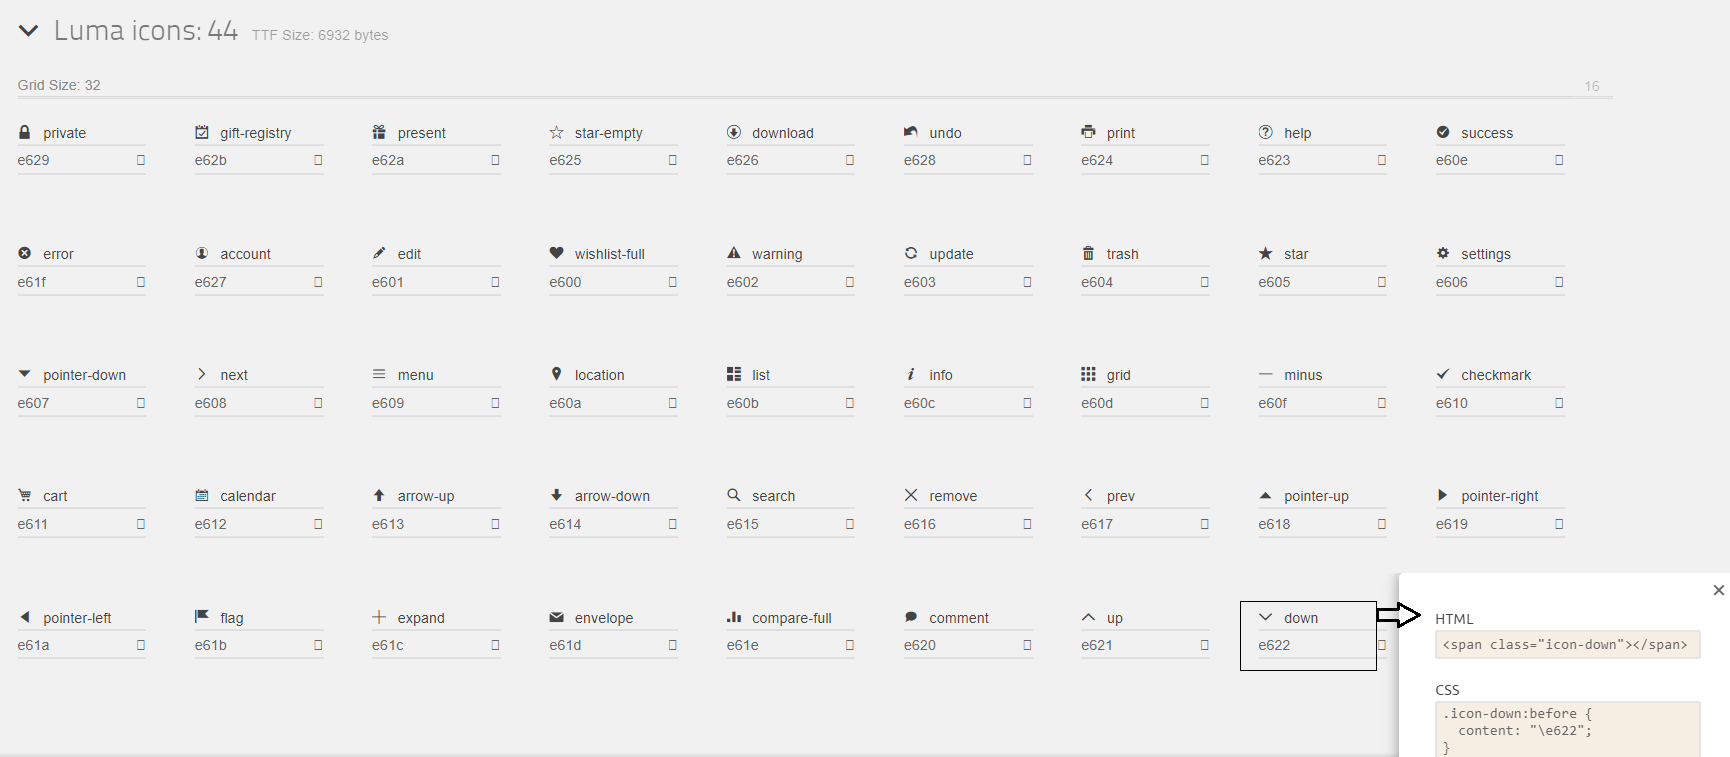 Luma icons: 44 TTF Size: 6932 bytes
Grid Size: 32 16
private gift-registry present star-empty download undo print help success
e629 e62b e62a e625 e626 e628 e624 e623 e60e
error account edit wishlist-full warning update trash star settings
e61f e627 e601 e600 e602 e603 e604 e605 e606
pointer-down next menu location list info grid minus checkmark
e607 e608 e609 e60a e60b e60c e60d e60f e610
cart calendar arrow-up arrow-down search remove prev pointer-up pointer-right
e611 e612 e613 e614 e615 e616 e617 e618 e619
pointer-left flag expand envelope compare-full comment up down
e61a e61b e61c e61d e61e e620 e621 e622
HTML
<span class="icon-down"></span>
CSS
.icon-down:before {
content: "\e622";
}